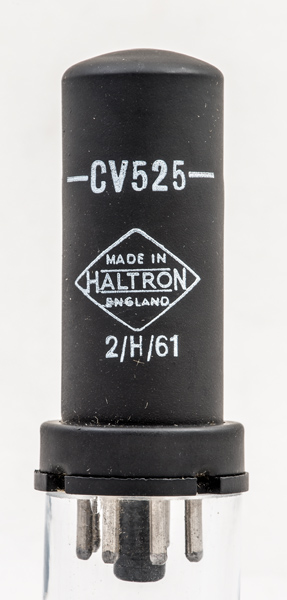 —CV525—
MADE IN
HALTRON
ENGLAND
2/H/61